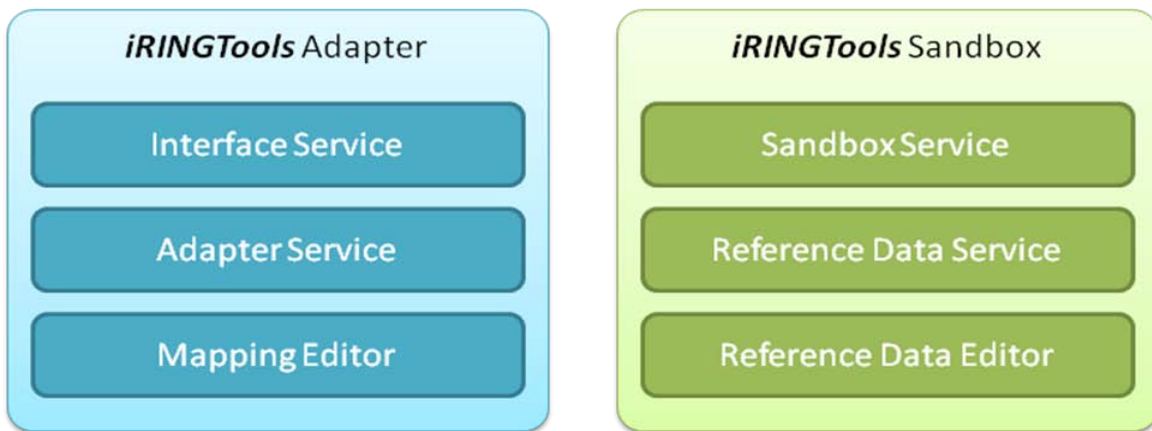 iRINGTools Adapter
Interface Service
Adapter Service
Mapping Editor
iRINGTools Sandbox
Sandbox Service
Reference Data Service
Reference Data Editor